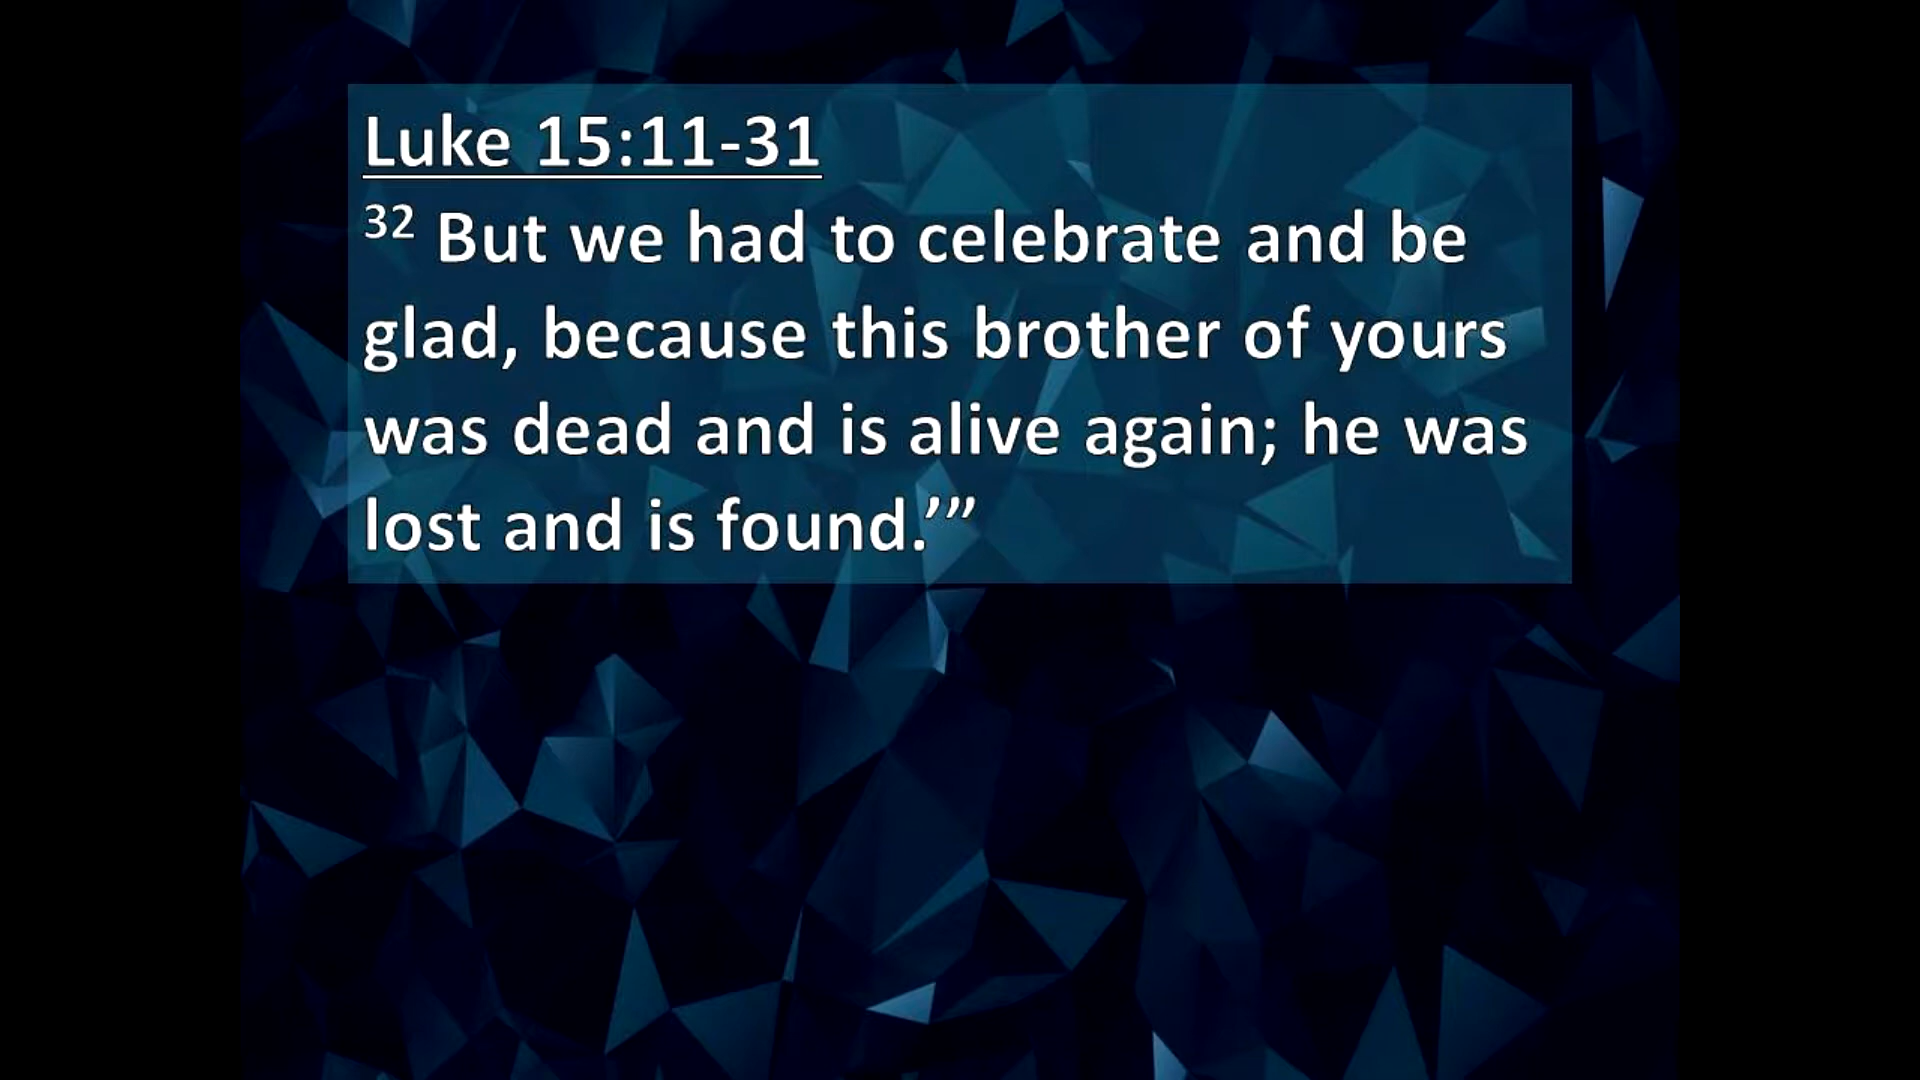 Luke 15:11-31
32 But we had to celebrate and be
glad, because this brother of yours
was dead and is alive again; he was
lost and is found.’”